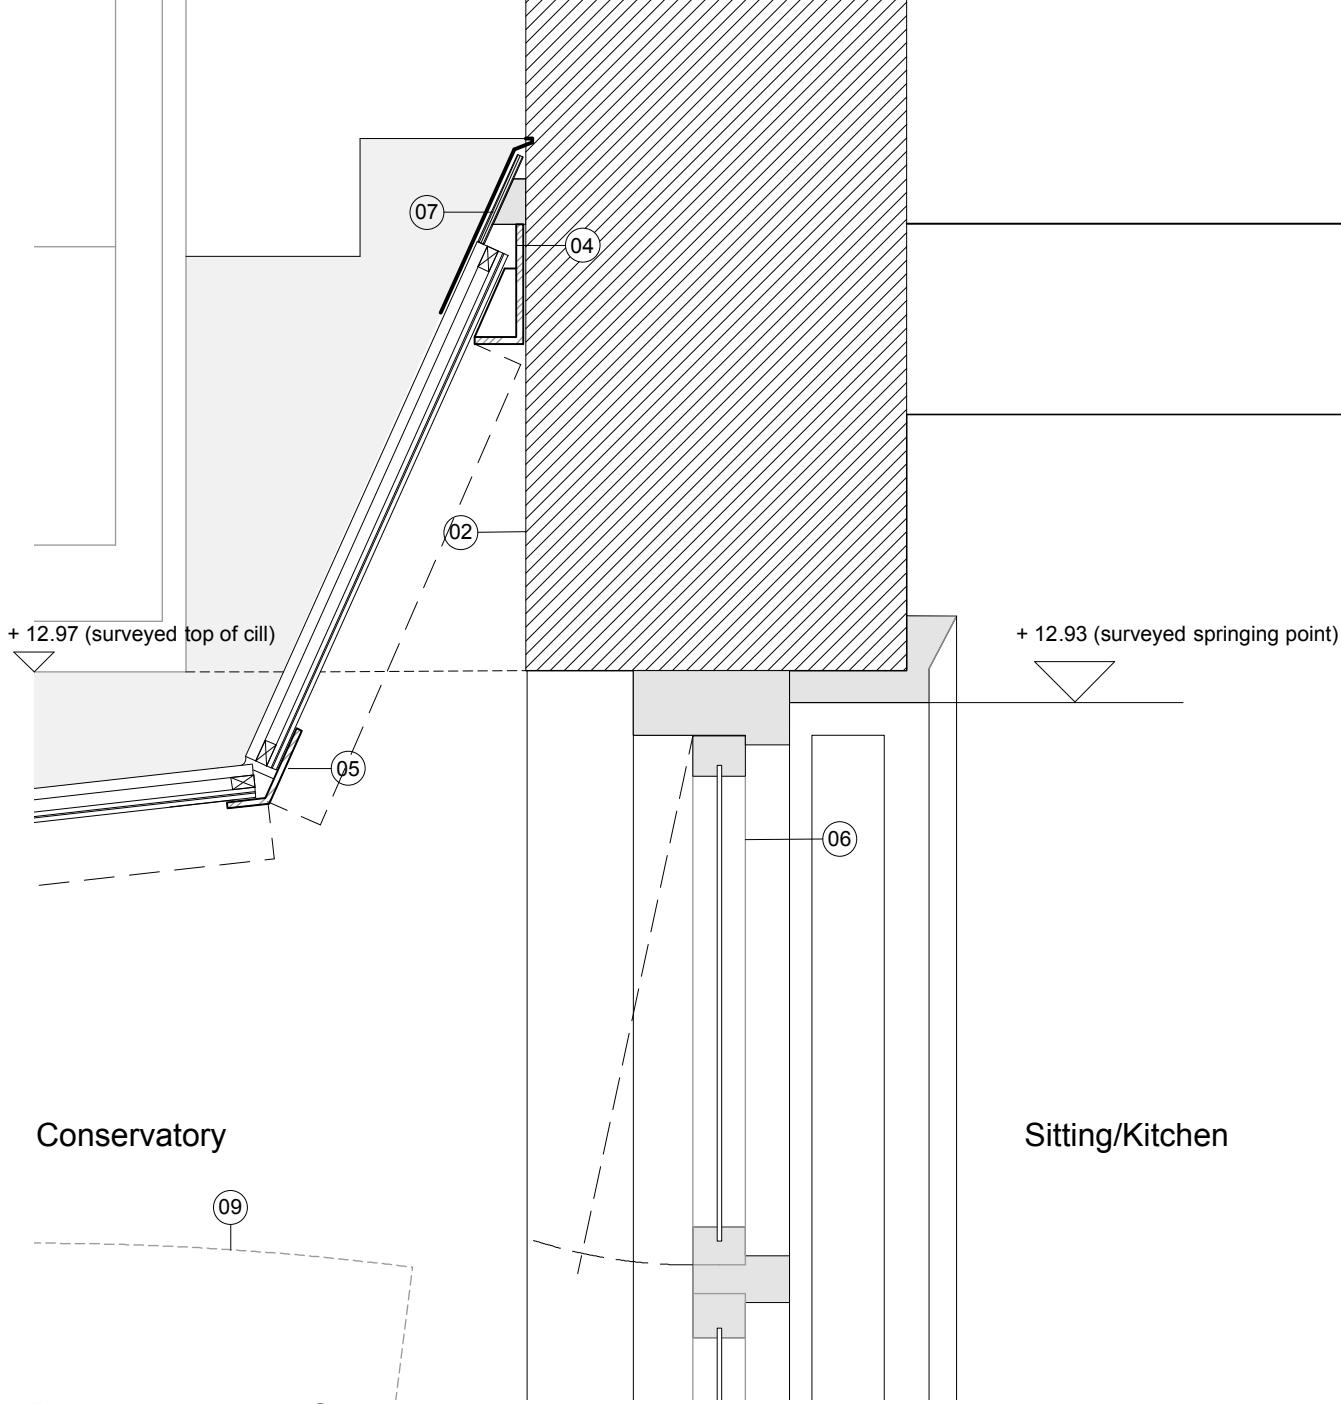 07
04
02
+ 12.97 (surveyed top of cill)
+ 12.93 (surveyed springing point)
05
06
Conservatory
Sitting/Kitchen
09